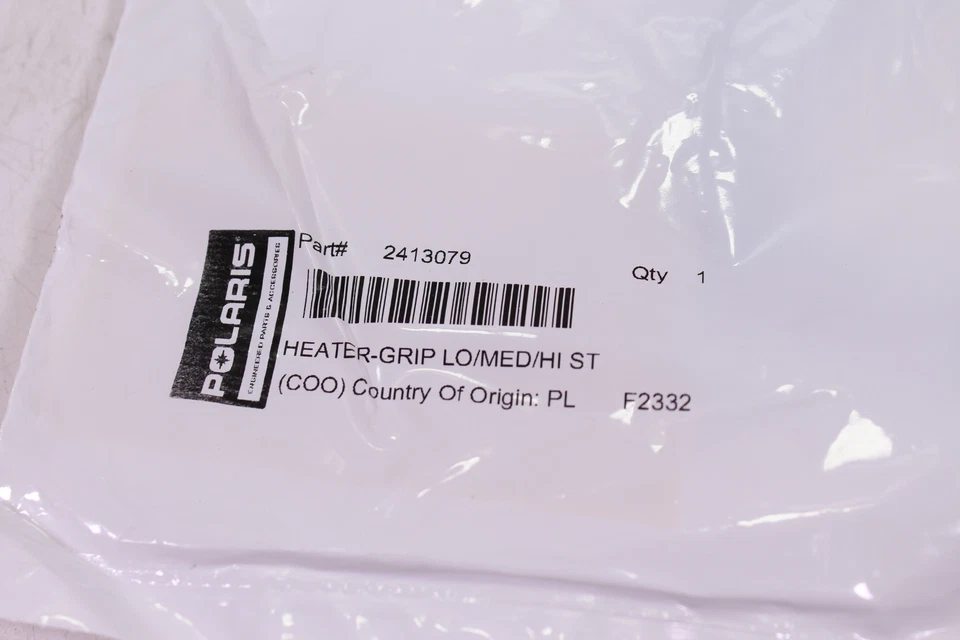 POLARIS®
ENGINEERED PARTS & ACCESSORIES
Part# 2413079
Qty 1
HEATER-GRIP LO/MED/HI ST
(COO) Country Of Origin: PL F2332